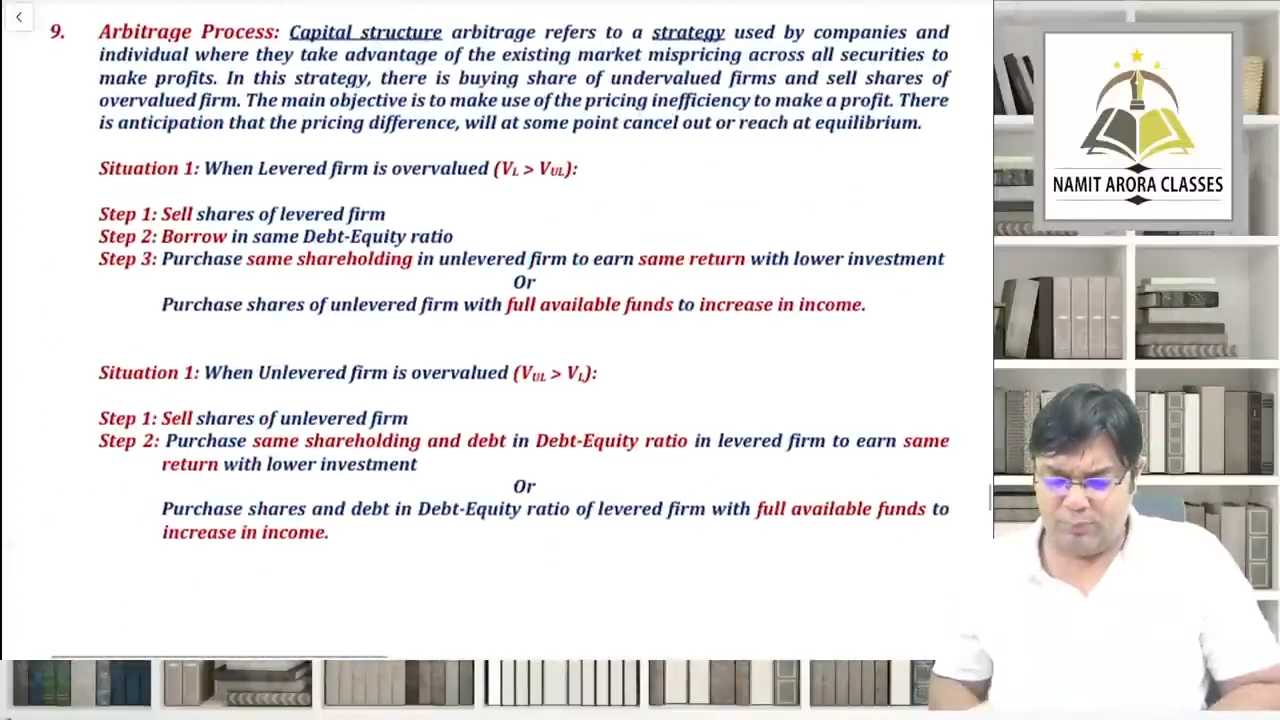 9. Arbitrage Process: Capital structure arbitrage refers to a strategy used by companies and
individual where they take advantage of the existing market mispricing across all securities to
make profits. In this strategy, there is buying share of undervalued firms and sell shares of
overvalued firm. The main objective is to make use of the pricing inefficiency to make a profit. There
is anticipation that the pricing difference, will at some point cancel out or reach at equilibrium.
Situation 1: When Levered firm is overvalued (VL > VUL):
Step 1: Sell shares of levered firm
Step 2: Borrow in same Debt-Equity ratio
Step 3: Purchase same shareholding in unlevered firm to earn same return with lower investment
Or
Purchase shares of unlevered firm with full available funds to increase in income.
Situation 1: When Unlevered firm is overvalued (VUL > VL):
Step 1: Sell shares of unlevered firm
Step 2: Purchase same shareholding and debt in Debt-Equity ratio in levered firm to earn same
return with lower investment
Or
Purchase shares and debt in Debt-Equity ratio of levered firm with full available funds to
increase in income.
NAMIT ARORA CLASSES